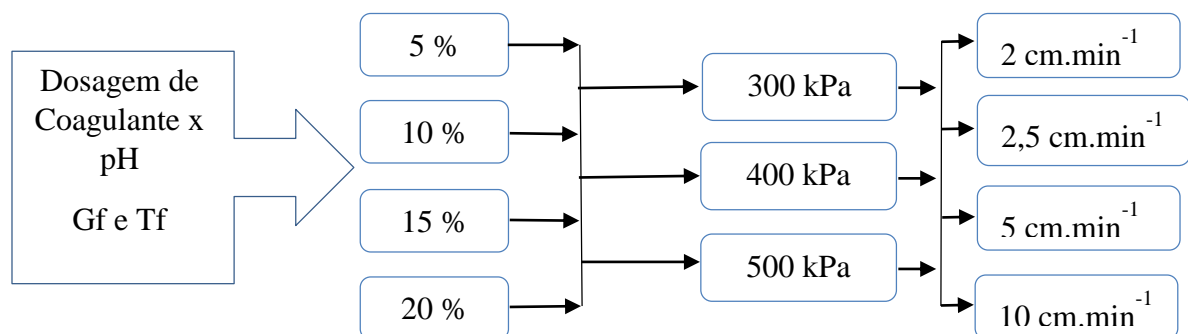 Dosagem de
Coagulante x
pH
Gf e Tf
5 %
10 %
15 %
20 %
300 kPa
400 kPa
500 kPa
2 cm.min⁻¹
2,5 cm.min⁻¹
5 cm.min⁻¹
10 cm.min⁻¹